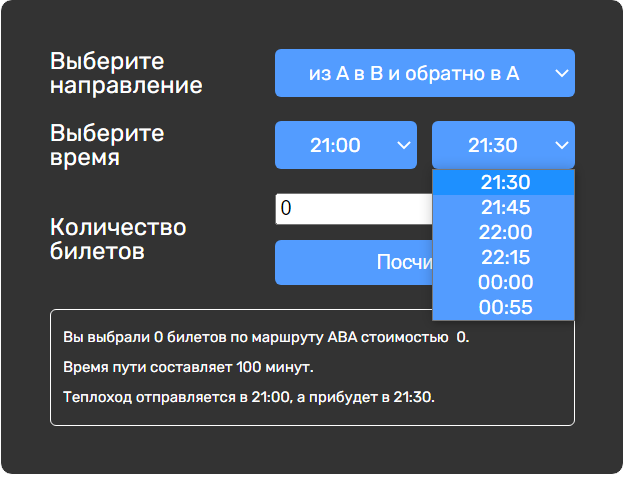 Выберите
направление
из А в В и обратно в А
Выберите
время
21:00
21:30
21:30
21:45
22:00
22:15
00:00
00:55
Количество
билетов
0
Посчи
Вы выбрали 0 билетов по маршруту АВА стоимостью 0.
Время пути составляет 100 минут.
Теплоход отправляется в 21:00, а прибудет в 21:30.